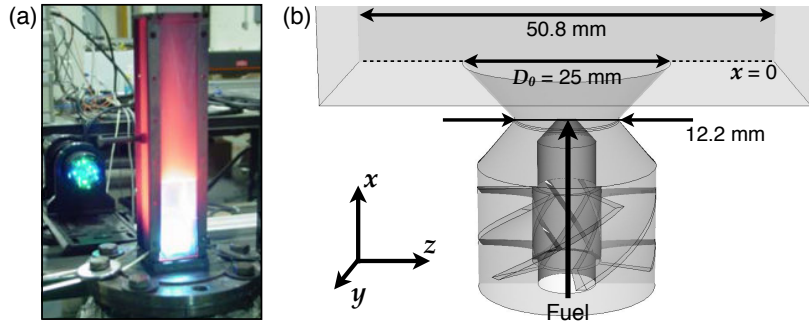 (a)
(b)
50.8 mm
D₀ = 25 mm
x = 0
12.2 mm
x
z
y
Fuel